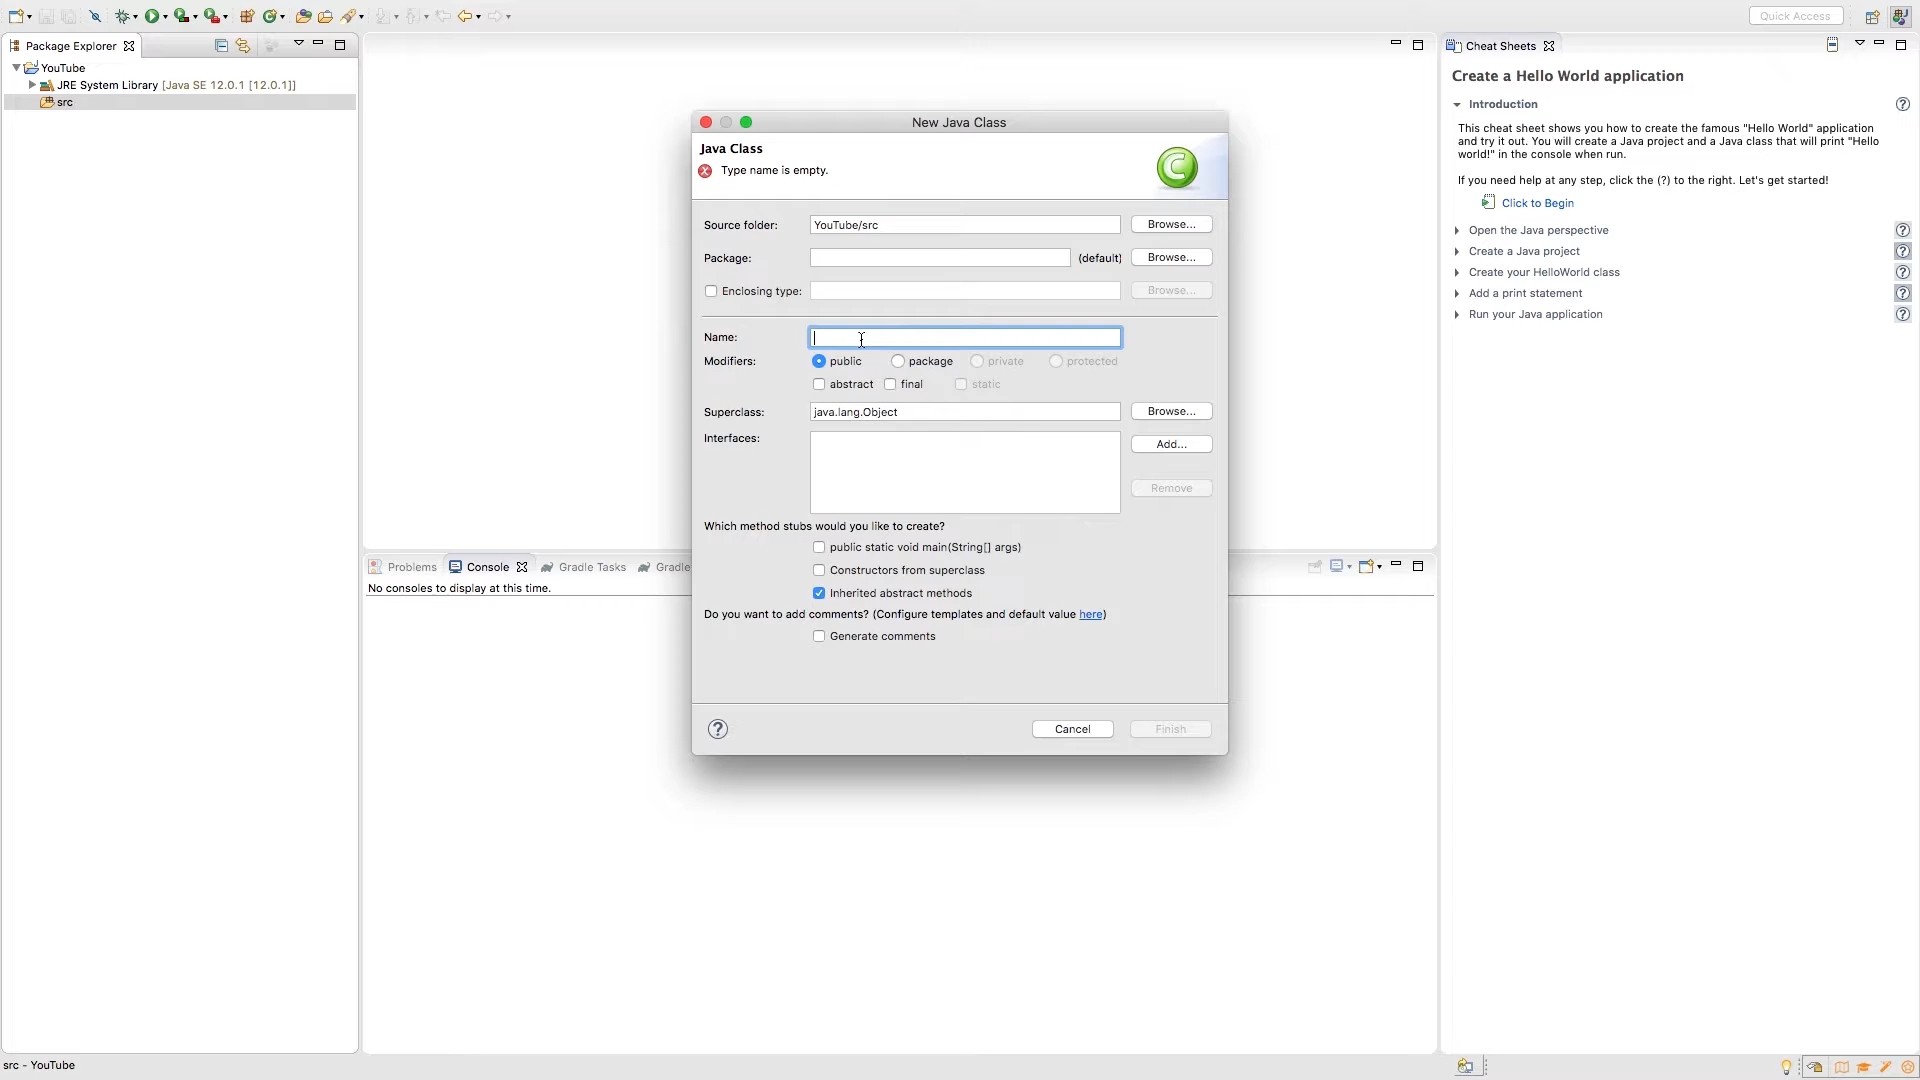 Quick Access
Package Explorer
YouTube
JRE System Library [Java SE 12.0.1 [12.0.1]]
src
New Java Class
Java Class
Type name is empty.
Source folder: YouTube/src Browse...
Package: (default) Browse...
Enclosing type: Browse...
Name:
Modifiers: public package private protected
abstract final static
Superclass: java.lang.Object Browse...
Interfaces: Add...
Remove
Which method stubs would you like to create?
public static void main(String[] args)
Constructors from superclass
Inherited abstract methods
Do you want to add comments? (Configure templates and default value here)
Generate comments
Cancel Finish
Problems Console Gradle Tasks Gradle
No consoles to display at this time.
Cheat Sheets
Create a Hello World application
Introduction
This cheat sheet shows you how to create the famous "Hello World" application
and try it out. You will create a Java project and a Java class that will print "Hello
world!" in the console when run.
If you need help at any step, click the (?) to the right. Let's get started!
Click to Begin
Open the Java perspective
Create a Java project
Create your HelloWorld class
Add a print statement
Run your Java application
src - YouTube